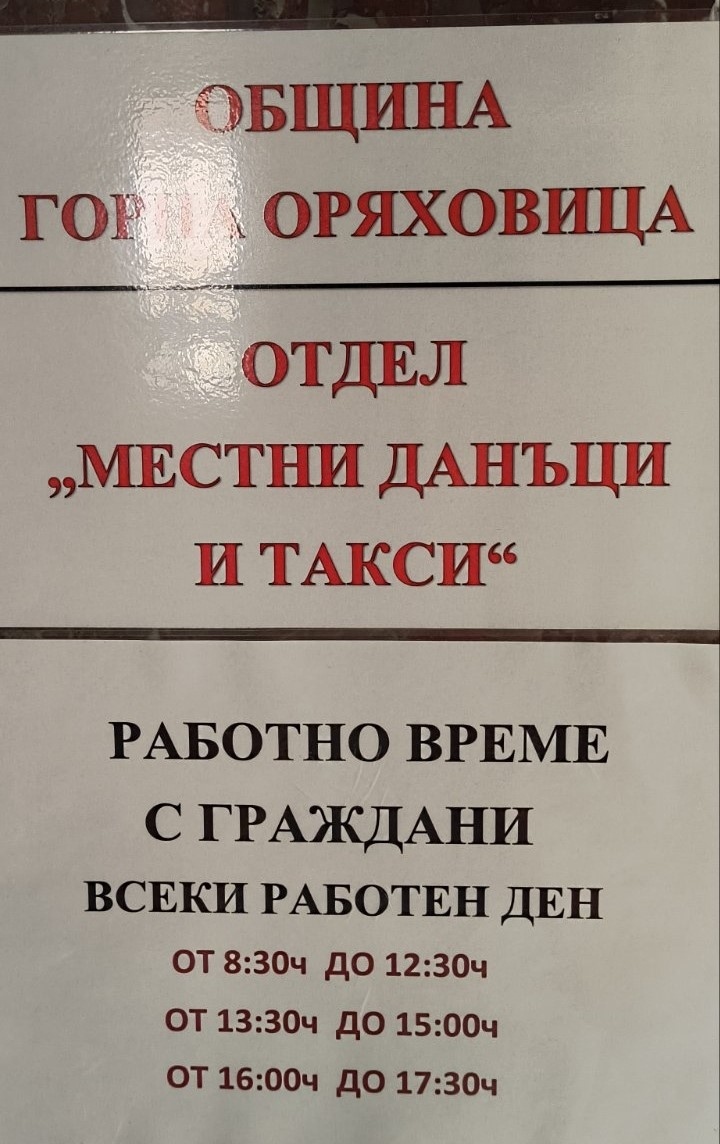 ОБЩИНА
ГОРНА ОРЯХОВИЦА
ОТДЕЛ
„МЕСТНИ ДАНЪЦИ
И ТАКСИ“
РАБОТНО ВРЕМЕ
С ГРАЖДАНИ
ВСЕКИ РАБОТЕН ДЕН
ОТ 8:30ч ДО 12:30ч
ОТ 13:30ч ДО 15:00ч
ОТ 16:00ч ДО 17:30ч